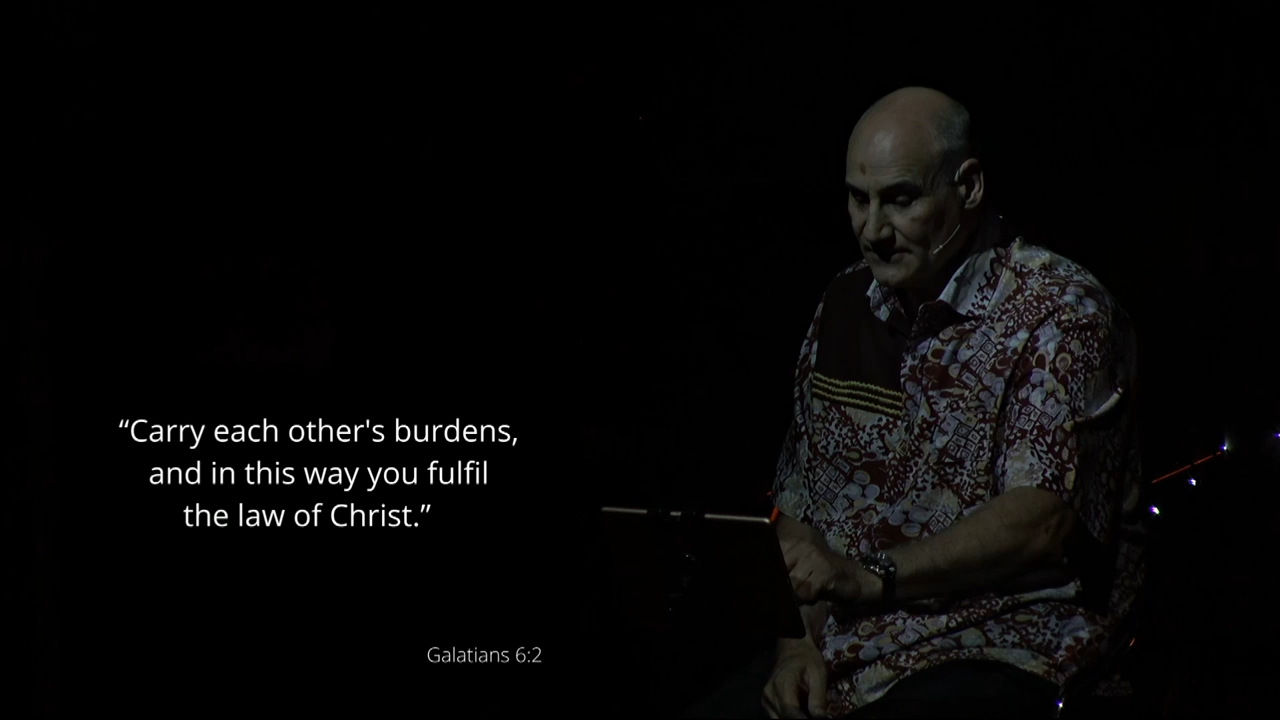 “Carry each other's burdens,
and in this way you fulfil
the law of Christ.”
Galatians 6:2